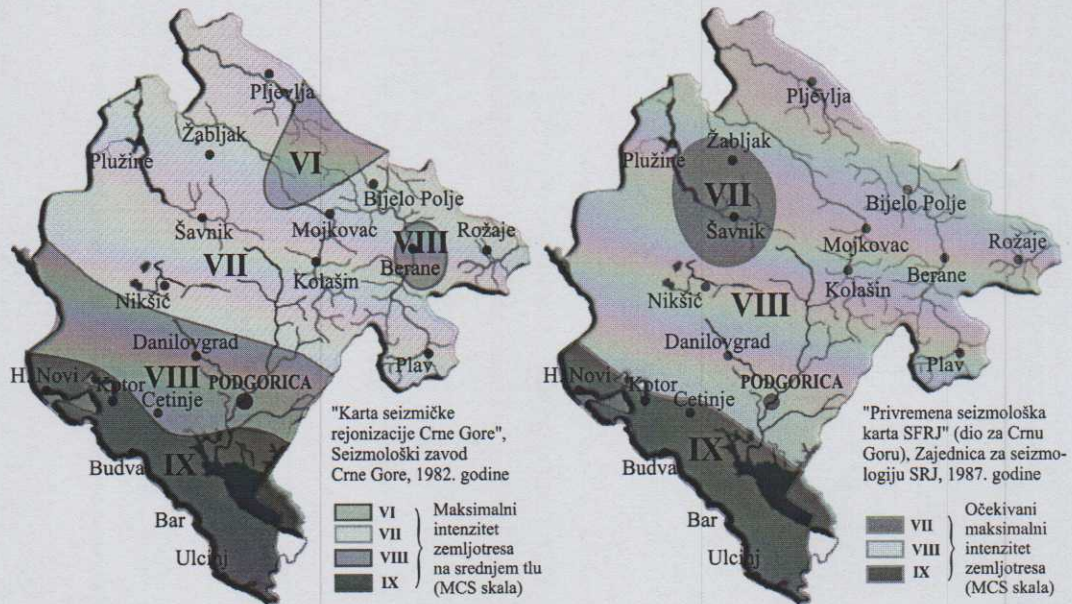 Pljevlja
Žabljak
Plužine
VI
Bijelo Polje
Šavnik
Mojkovac
VIII
Rožaje
Berane
VII
Kolašin
Nikšić
Danilovgrad
Plav
VIII
H. Novi
Kotor
PODGORICA
Cetinje
IX
Budva
Bar
Ulcinj
"Karta seizmičke
rejonizacije Crne Gore",
Seizmološki zavod
Crne Gore, 1982. godine
VI
VII
VIII
IX
Maksimalni
intenzitet
zemljotresa
na srednjem tlu
(MCS skala)
Pljevlja
Žabljak
Plužine
VII
Bijelo Polje
Šavnik
Mojkovac
Rožaje
Berane
Kolašin
Nikšić
VIII
Danilovgrad
Plav
H. Novi
Kotor
PODGORICA
Cetinje
IX
Budva
Bar
Ulcinj
"Privremena seizmološka
karta SFRJ" (dio za Crnu
Goru), Zajednica za seizmo-
logiju SRJ, 1987. godine
VII
VIII
IX
Očekivani
maksimalni
intenzitet
zemljotresa
(MCS skala)